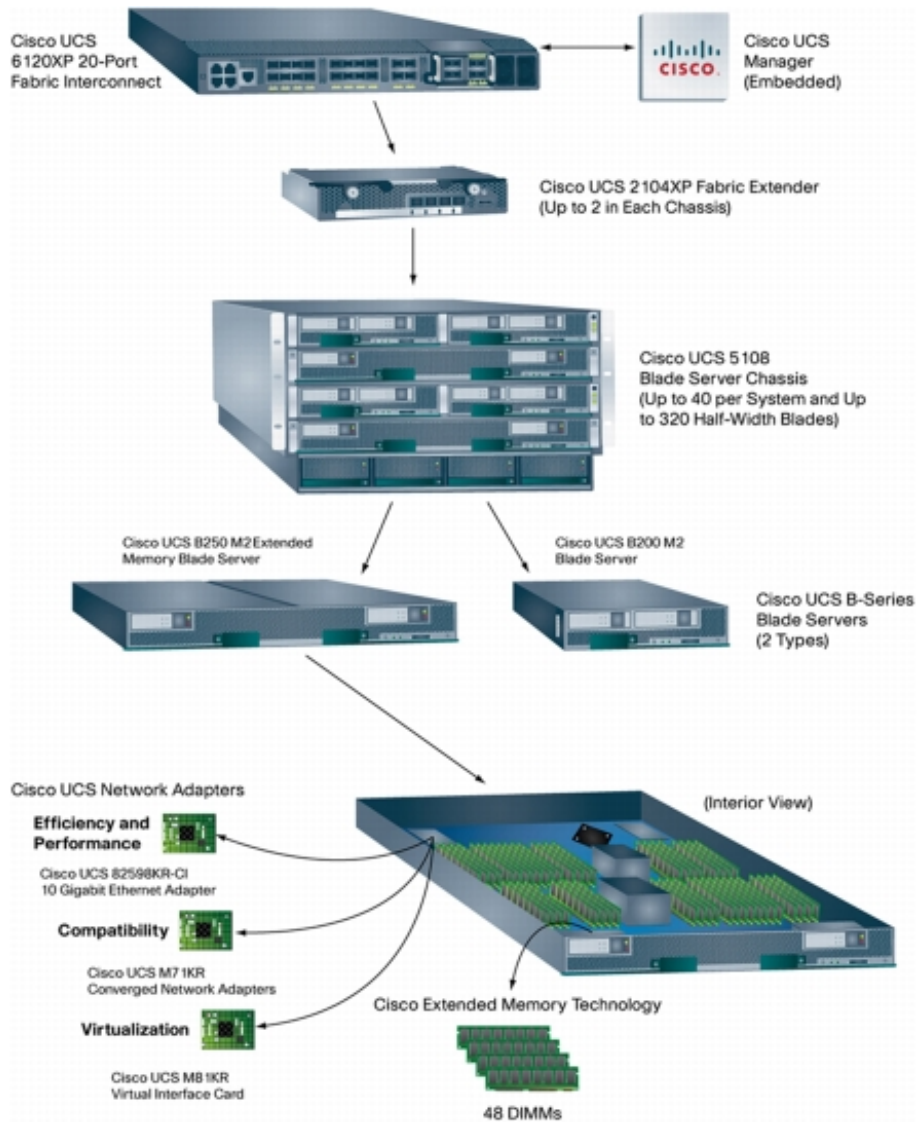 Cisco UCS
6120XP 20-Port
Fabric Interconnect
CISCO.
Cisco UCS
Manager
(Embedded)
Cisco UCS 2104XP Fabric Extender
(Up to 2 in Each Chassis)
Cisco UCS 5108
Blade Server Chassis
(Up to 40 per System and Up
to 320 Half-Width Blades)
Cisco UCS B250 M2 Extended
Memory Blade Server
Cisco UCS B200 M2
Blade Server
Cisco UCS B-Series
Blade Servers
(2 Types)
Cisco UCS Network Adapters
(Interior View)
Efficiency and
Performance
Cisco UCS 82598KR-CI
10 Gigabit Ethernet Adapter
Compatibility
Cisco UCS M71KR
Converged Network Adapters
Virtualization
Cisco UCS M81KR
Virtual Interface Card
Cisco Extended Memory Technology
48 DIMMs